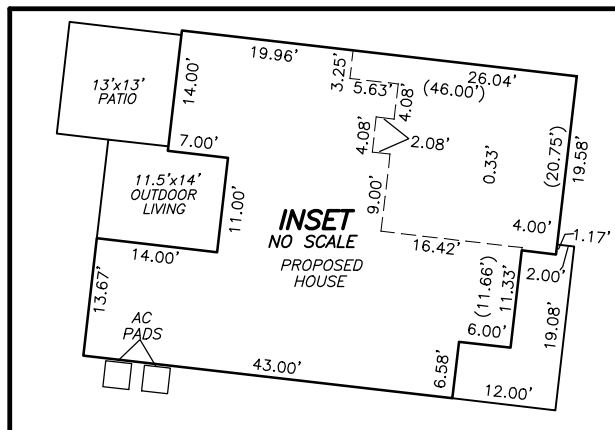 19.96'
26.04'
3.25'
5.63'
(46.00')
13'x13'
PATIO
14.00'
4.08'
4.08'
2.08'
0.33'
(20.75')
19.58'
7.00'
11.5'x14'
OUTDOOR
LIVING
11.00'
9.00'
INSET
NO SCALE
PROPOSED
HOUSE
16.42'
4.00'
1.17'
14.00'
2.00'
13.67'
(11.66')
11.33'
19.08'
AC
PADS
6.00'
43.00'
6.58'
12.00'